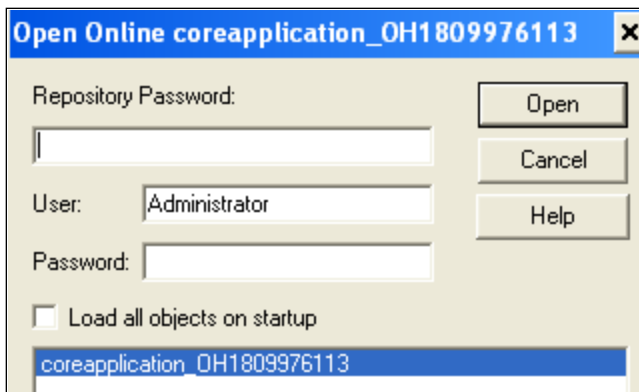 Open Online coreapplication_OH1809976113
Repository Password:
Open
Cancel
User: Administrator
Help
Password:
Load all objects on startup
coreapplication_OH1809976113